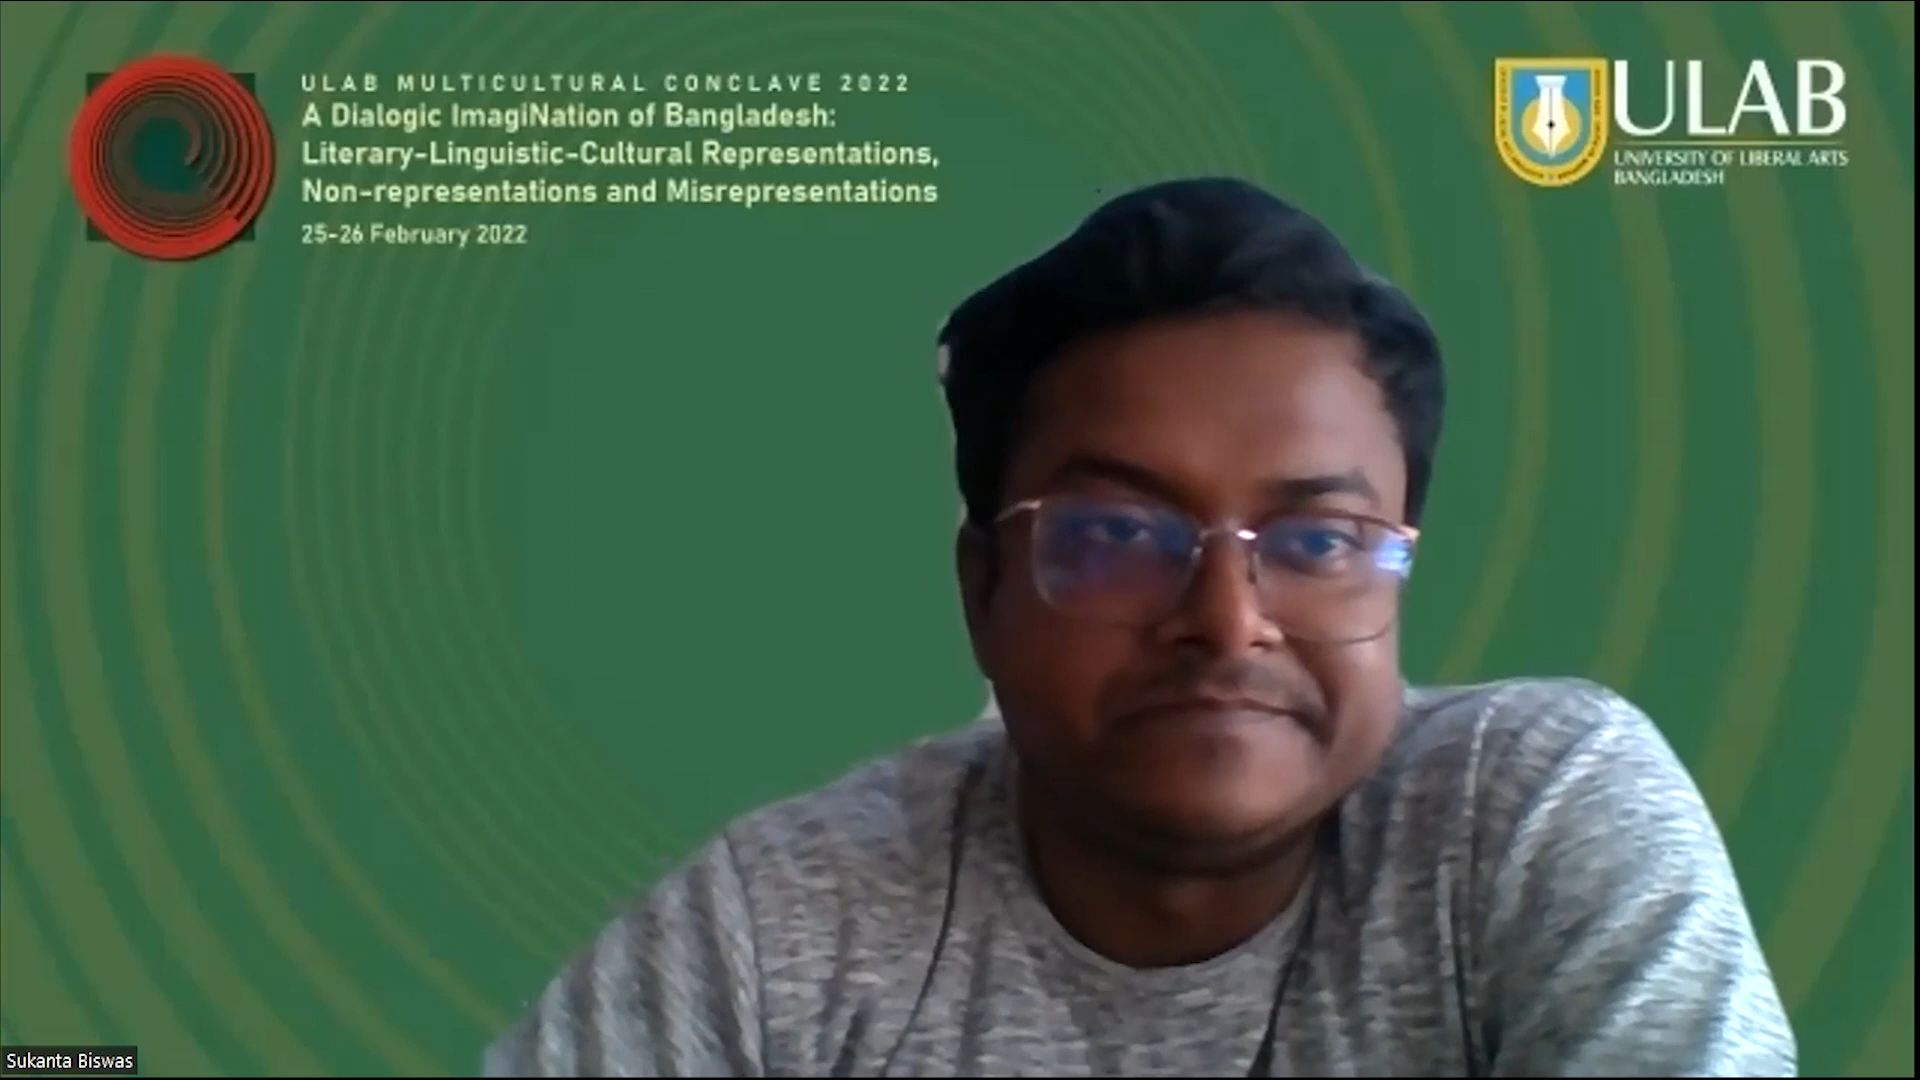 ULAB MULTICULTURAL CONCLAVE 2022
A Dialogic ImagiNation of Bangladesh:
Literary-Linguistic-Cultural Representations,
Non-representations and Misrepresentations
25-26 February 2022
ULAB
UNIVERSITY OF LIBERAL ARTS
BANGLADESH
Sukanta Biswas